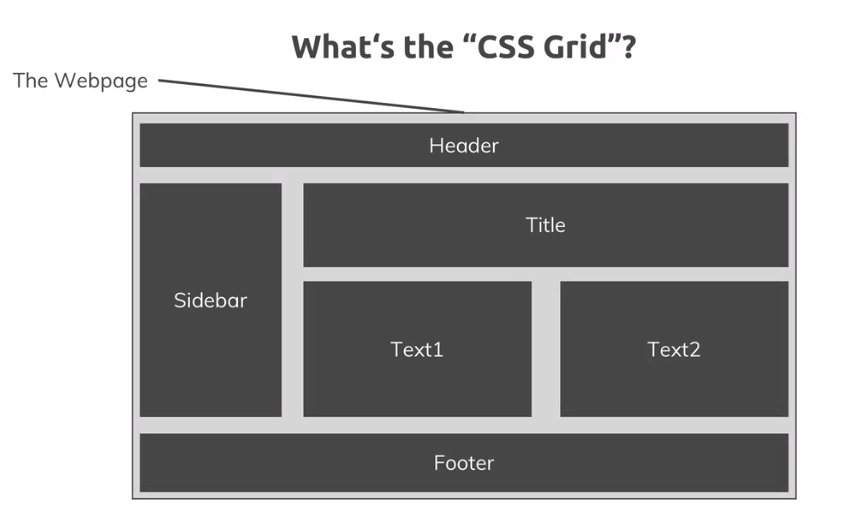 What‘s the “CSS Grid”?
The Webpage
Header
Title
Sidebar
Text1
Text2
Footer